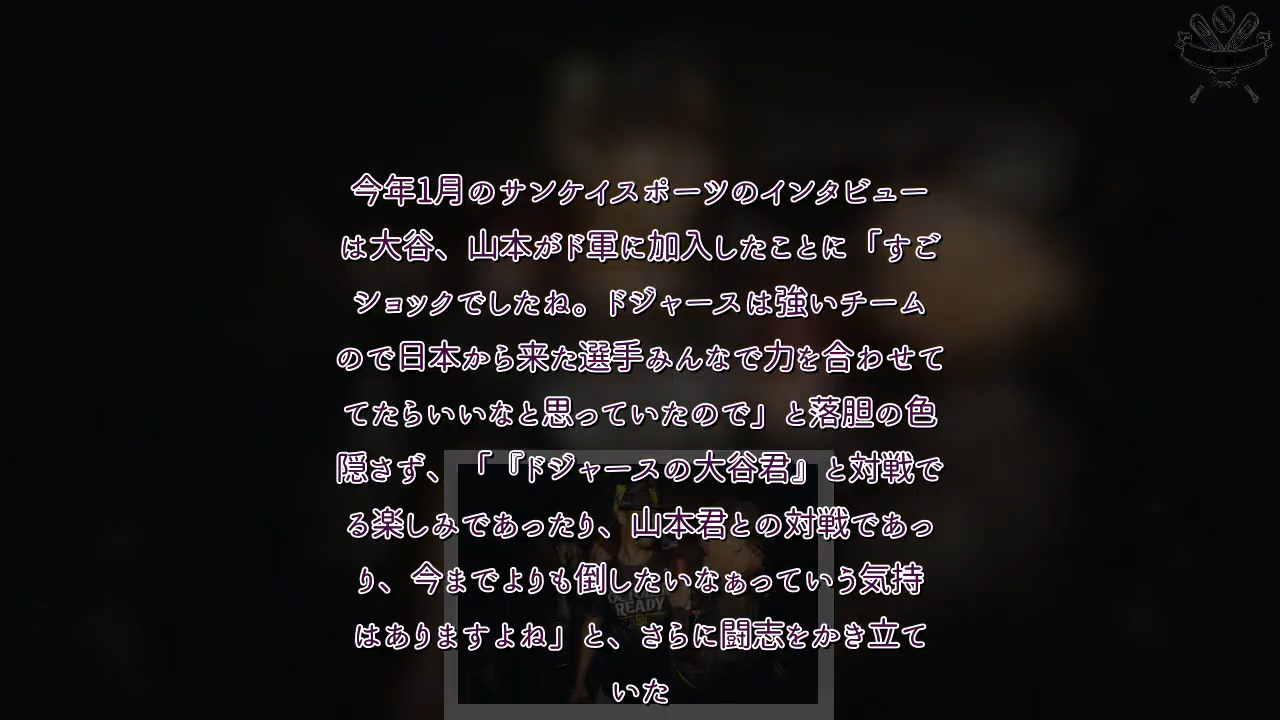 今年1月のサンケイスポーツのインタビュー
は大谷、山本がド軍に加入したことに「すご
ショックでしたね。ドジャースは強いチーム
ので日本から来た選手みんなで力を合わせて
てたらいいなと思っていたので」と落胆の色
隠さず、「『ドジャースの大谷君』と対戦で
る楽しみであったり、山本君との対戦であっ
り、今までよりも倒したいなぁっていう気持
はありますよね」と、さらに闘志をかき立て
いた
OCTOBER
READY